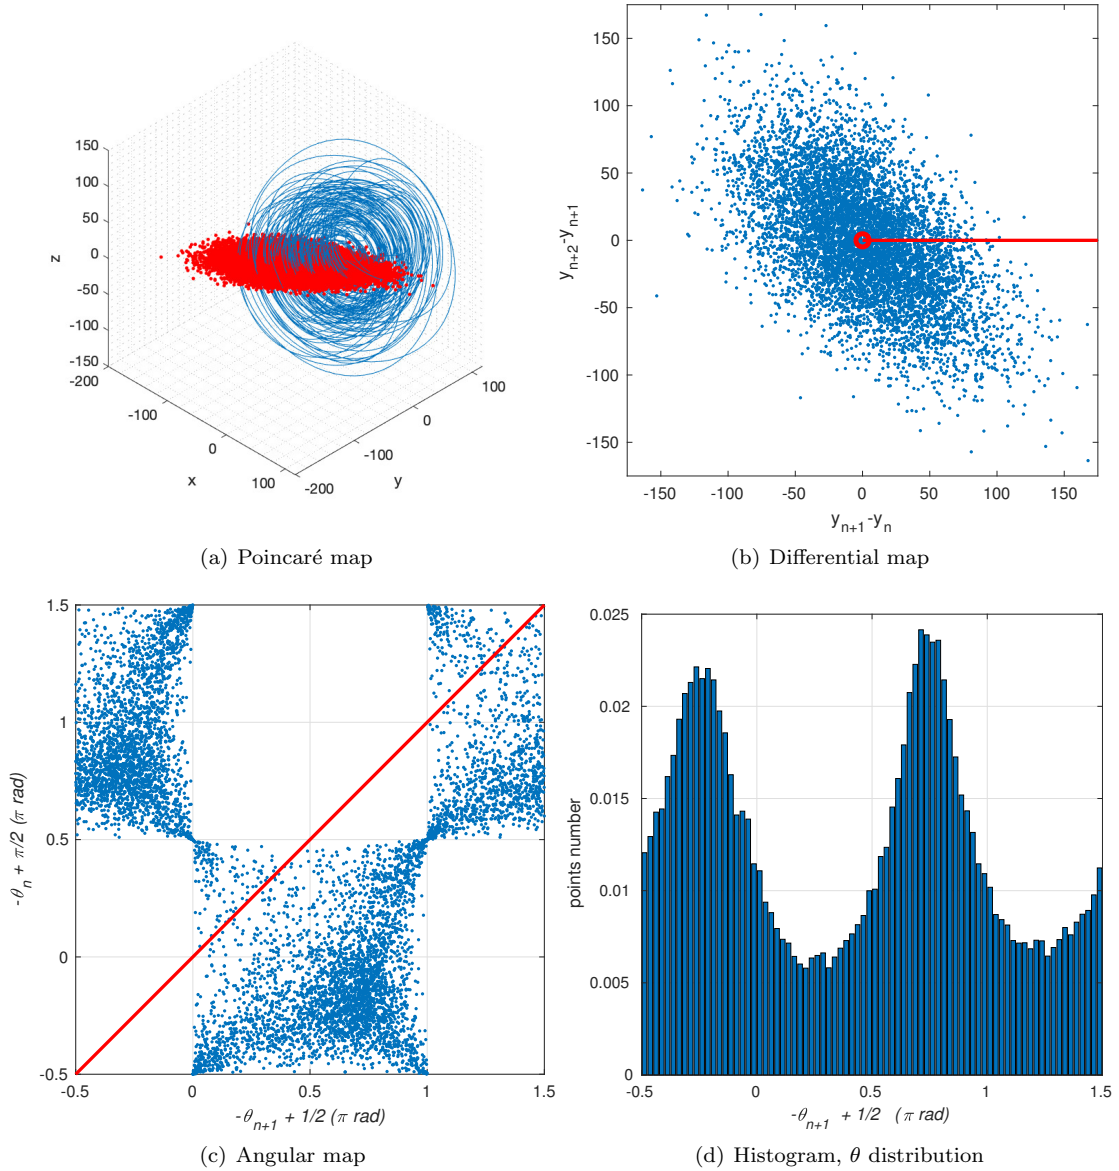 150
100
50
0
-50
-100
-150
z
-200
-100
0
100
x
-200
-100
0
100
y
(a) Poincaré map
150
100
50
0
-50
-100
-150
y_{n+2}-y_{n+1}
-150 -100 -50 0 50 100 150
y_{n+1}-y_n
(b) Differential map
1.5
1
0.5
0
-0.5
-θ_n + π/2 (π rad)
-0.5 0 0.5 1 1.5
-θ_{n+1} + 1/2 (π rad)
(c) Angular map
0.025
0.02
0.015
0.01
0.005
0
points number
-0.5 0 0.5 1 1.5
-θ_{n+1} + 1/2 (π rad)
(d) Histogram, θ distribution